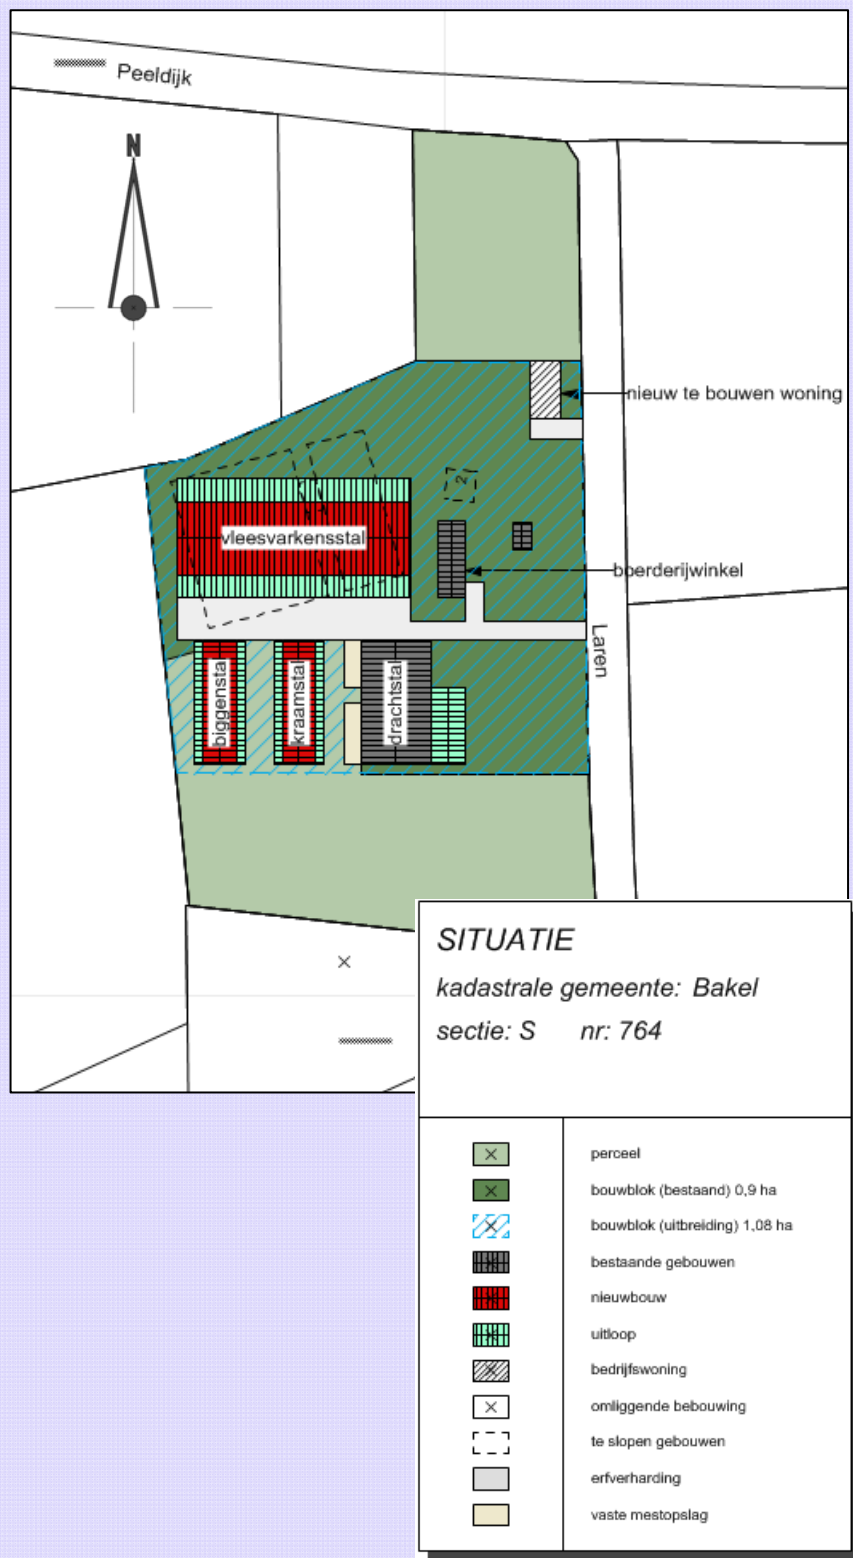 Peeldijk
N
nieuw te bouwen woning
2
vleesvarkensstal
boerderijwinkel
Laren
biggenstal
kraamstal
drachtstal
SITUATIE
kadastrale gemeente: Bakel
sectie: S nr: 764
perceel
bouwblok (bestaand) 0,9 ha
bouwblok (uitbreiding) 1,08 ha
bestaande gebouwen
nieuwbouw
uitloop
bedrijfswoning
omliggende bebouwing
te slopen gebouwen
erfverharding
vaste mestopslag